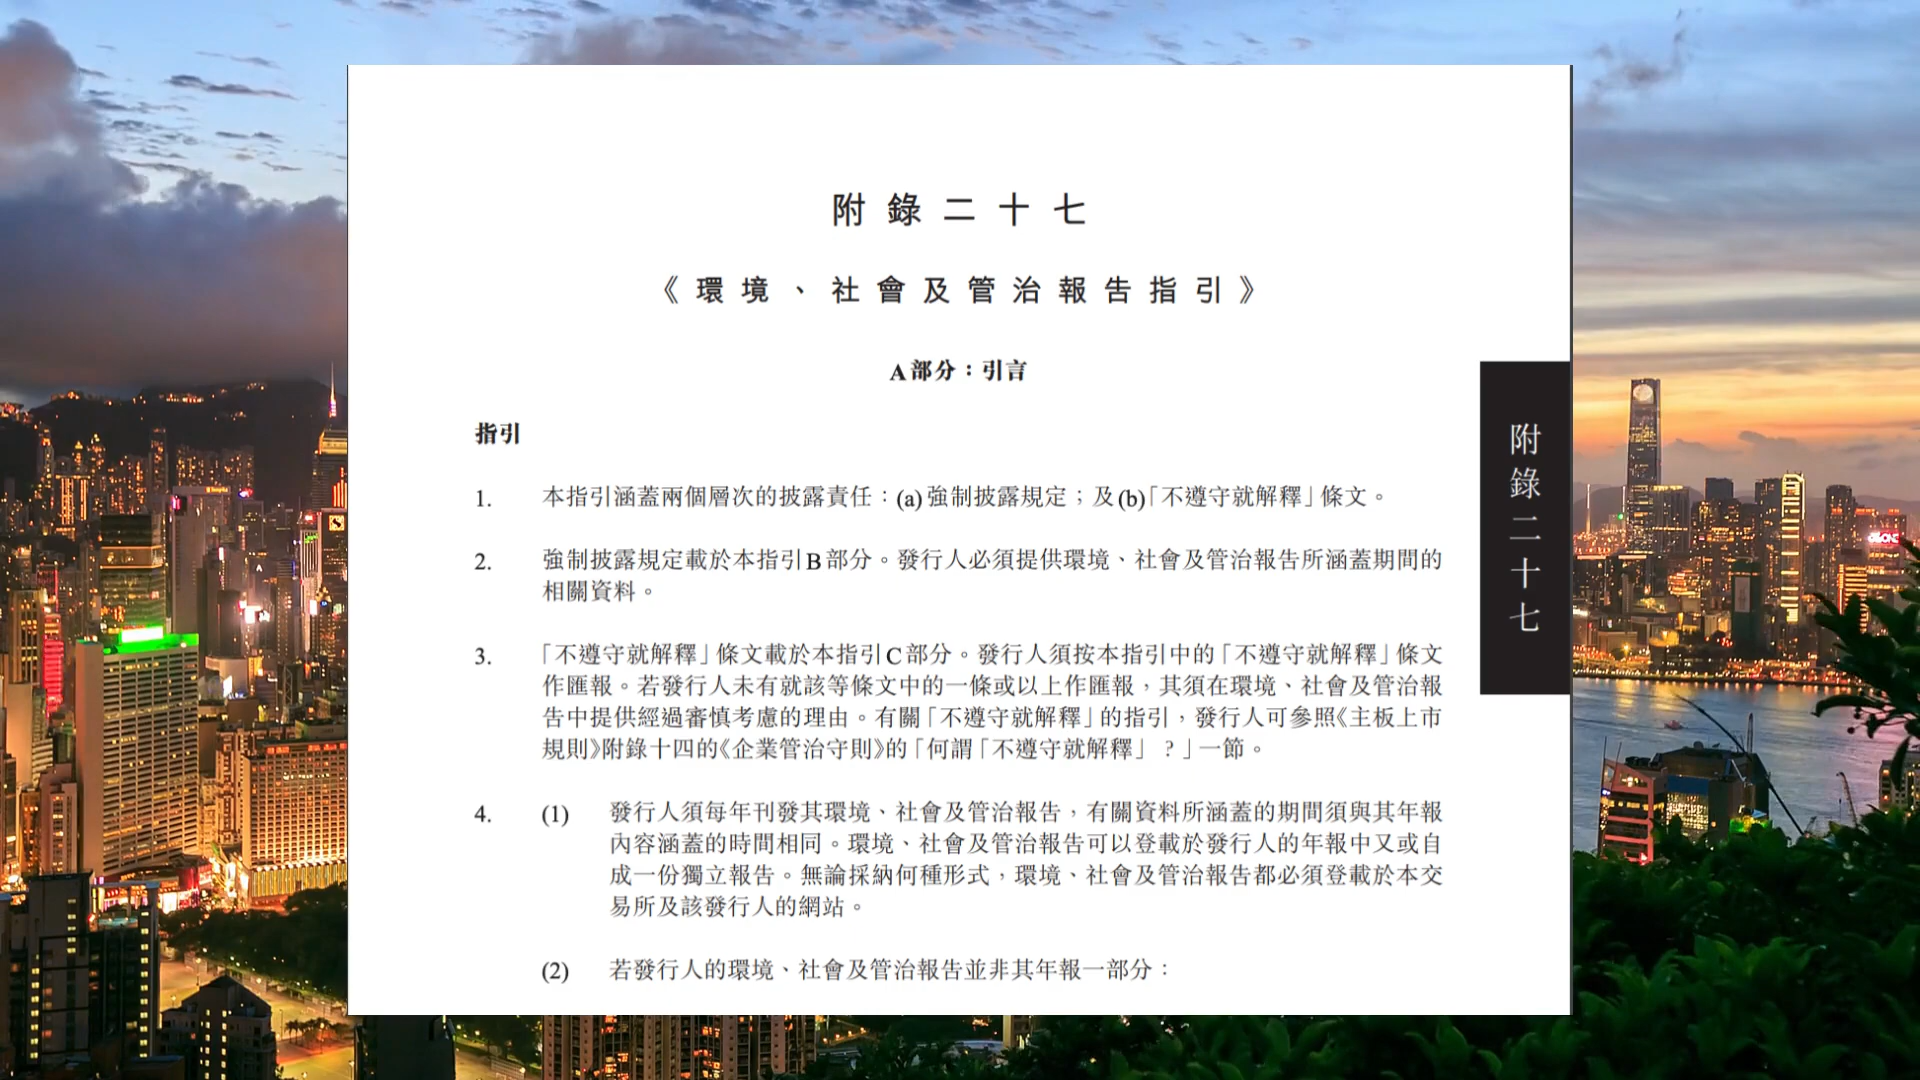 附錄二十七
《環境、社會及管治報告指引》
A部分：引言
指引
1. 本指引涵蓋兩個層次的披露責任：(a)強制披露規定；及(b)「不遵守就解釋」條文。
2. 強制披露規定載於本指引B部分。發行人必須提供環境、社會及管治報告所涵蓋期間的
相關資料。
3. 「不遵守就解釋」條文載於本指引C部分。發行人須按本指引中的「不遵守就解釋」條文
作匯報。若發行人未有就該等條文中的一條或以上作匯報，其須在環境、社會及管治報
告中提供經過審慎考慮的理由。有關「不遵守就解釋」的指引，發行人可參照《主板上市
規則》附錄十四的《企業管治守則》的「何謂「不遵守就解釋」？」一節。
4. (1) 發行人須每年刊發其環境、社會及管治報告，有關資料所涵蓋的期間須與其年報
內容涵蓋的時間相同。環境、社會及管治報告可以登載於發行人的年報中又或自
成一份獨立報告。無論採納何種形式，環境、社會及管治報告都必須登載於本交
易所及該發行人的網站。
(2) 若發行人的環境、社會及管治報告並非其年報一部分：
附錄二十七